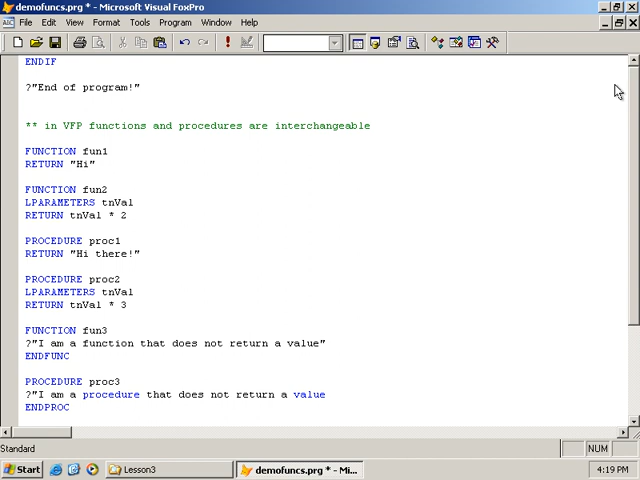 demofuncs.prg * - Microsoft Visual FoxPro
File Edit View Format Tools Program Window Help
ENDIF
?"End of program!"
** in VFP functions and procedures are interchangeable
FUNCTION fun1
RETURN "Hi"
FUNCTION fun2
LPARAMETERS tnVal
RETURN tnVal * 2
PROCEDURE proc1
RETURN "Hi there!"
PROCEDURE proc2
LPARAMETERS tnVal
RETURN tnVal * 3
FUNCTION fun3
?"I am a function that does not return a value"
ENDFUNC
PROCEDURE proc3
?"I am a procedure that does not return a value
ENDPROC
Standard
NUM
Start
Lesson3
demofuncs.prg * - Mi...
4:19 PM